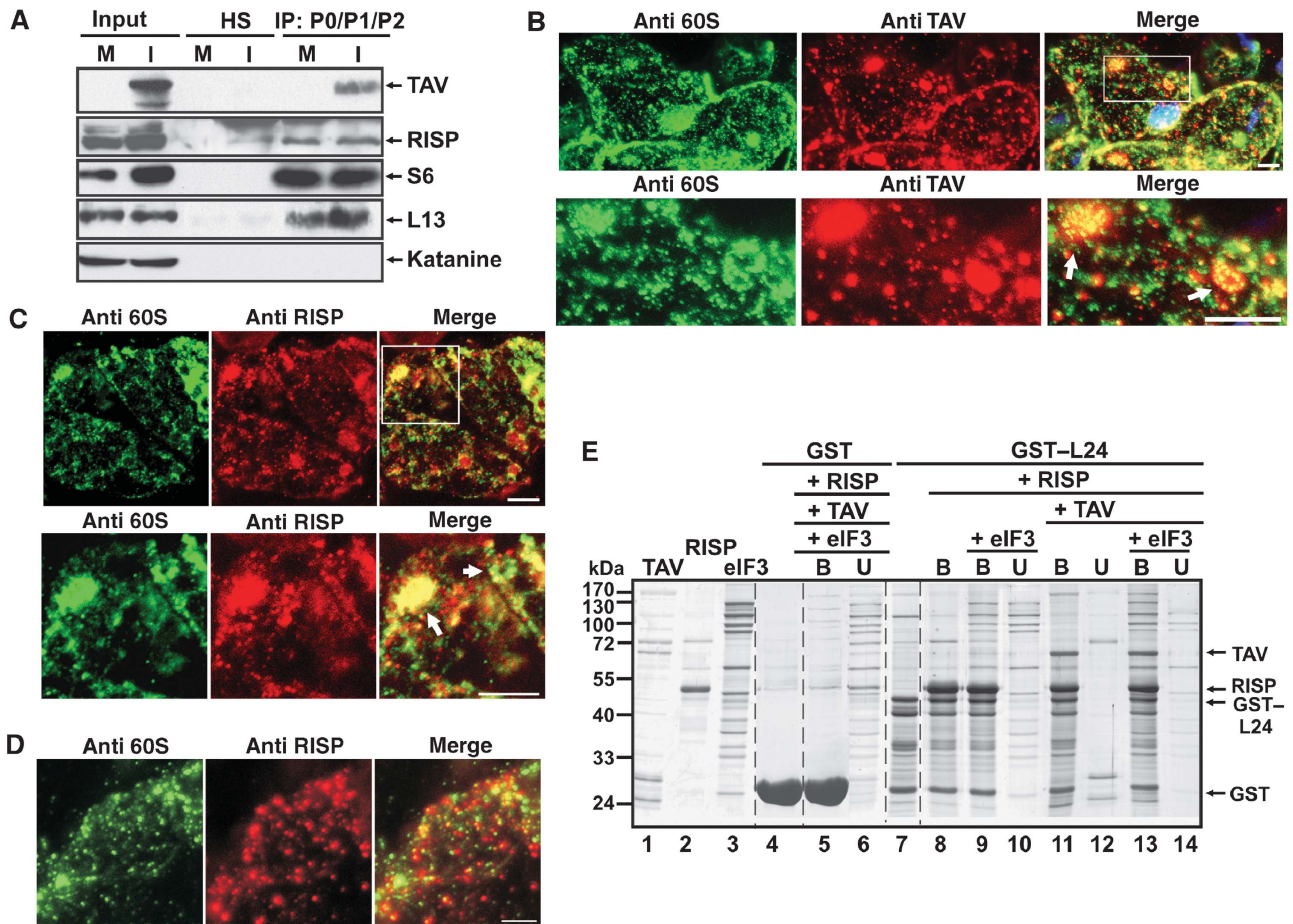 A
Input HS IP: P0/P1/P2
M I M I M I
TAV
RISP
S6
L13
Katanine
B
Anti 60S Anti TAV Merge
Anti 60S Anti TAV Merge
C
Anti 60S Anti RISP Merge
Anti 60S Anti RISP Merge
D
Anti 60S Anti RISP Merge
E
GST GST–L24
+ RISP + RISP
+ TAV + TAV
+ eIF3 + eIF3 + eIF3
kDa TAV RISP eIF3 B U B B U B U B U
170
130
100
72
55
40
33
24
TAV
RISP
GST–
L24
GST
1 2 3 4 5 6 7 8 9 10 11 12 13 14